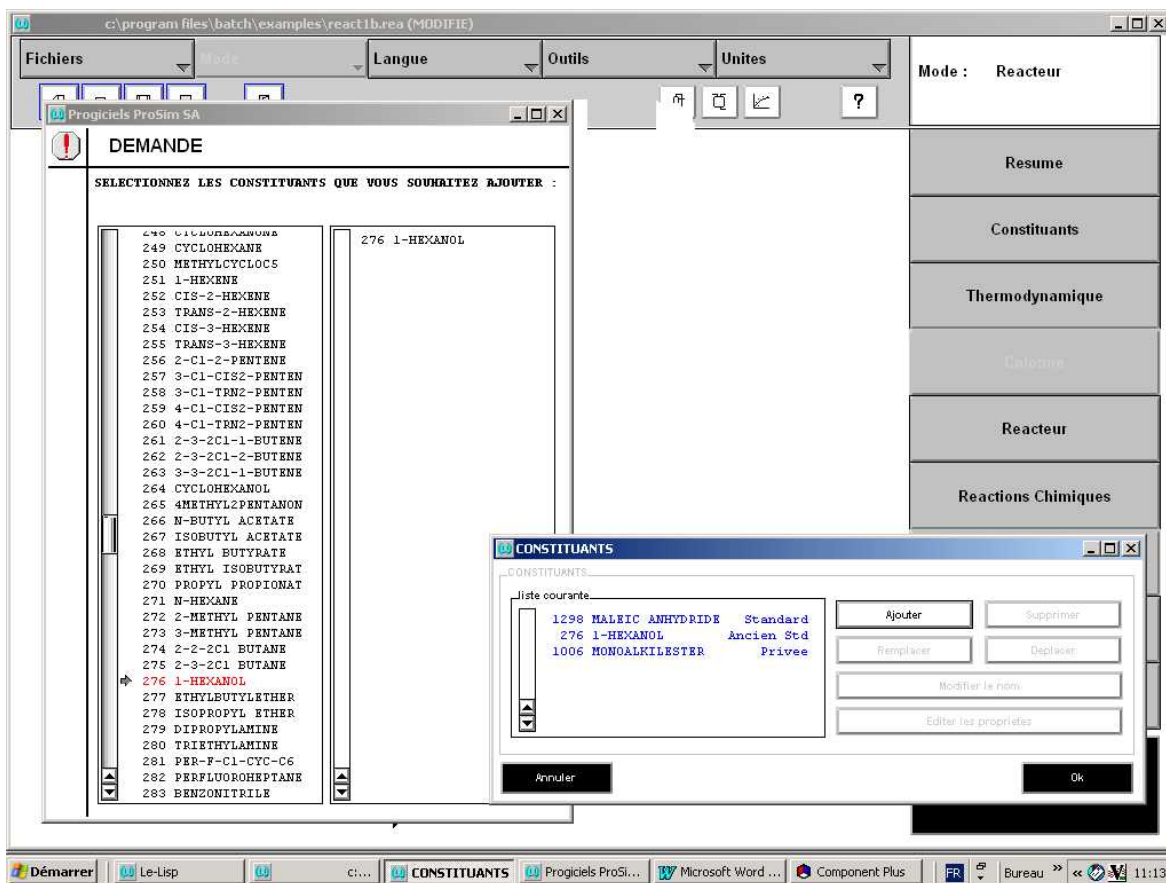 c:\program files\batch\examples\react1b.rea (MODIFIE)
Fichiers
Mode
Langue
Outils
Unites
Mode : Reacteur
?
Progiciels ProSim SA
DEMANDE
SELECTIONNEZ LES CONSTITUANTS QUE VOUS SOUHAITEZ AJOUTER :
248 CYCLOHEXANONE
249 CYCLOHEXANE
250 METHYLCYCLOC5
251 1-HEXENE
252 CIS-2-HEXENE
253 TRANS-2-HEXENE
254 CIS-3-HEXENE
255 TRANS-3-HEXENE
256 2-C1-2-PENTENE
257 3-C1-CIS2-PENTEN
258 3-C1-TRN2-PENTEN
259 4-C1-CIS2-PENTEN
260 4-C1-TRN2-PENTEN
261 2-3-2C1-1-BUTENE
262 2-3-2C1-2-BUTENE
263 3-3-2C1-1-BUTENE
264 CYCLOHEXANOL
265 4METHYL2PENTANON
266 N-BUTYL ACETATE
267 ISOBUTYL ACETATE
268 ETHYL BUTYRATE
269 ETHYL ISOBUTYRAT
270 PROPYL PROPIONAT
271 N-HEXANE
272 2-METHYL PENTANE
273 3-METHYL PENTANE
274 2-2-2C1 BUTANE
275 2-3-2C1 BUTANE
276 1-HEXANOL
277 ETHYLBUTYLETHER
278 ISOPROPYL ETHER
279 DIPROPYLAMINE
280 TRIETHYLAMINE
281 PER-F-C1-CYC-C6
282 PERFLUOROHEPTANE
283 BENZONITRILE
276 1-HEXANOL
Resume
Constituants
Thermodynamique
Colonne
Reacteur
Reactions Chimiques
CONSTITUANTS
CONSTITUANTS
liste courante
1298 MALEIC ANHYDRIDE Standard
276 1-HEXANOL Ancien Std
1006 MONOALKILESTER Privee
Ajouter
Supprimer
Remplacer
Deplacer
Modifier le nom
Editer les proprietes
Annuler
Ok
Démarrer
Le-Lisp
c:...
CONSTITUANTS
Progiciels ProSi...
Microsoft Word ...
Component Plus
FR
Bureau »
«
11:13